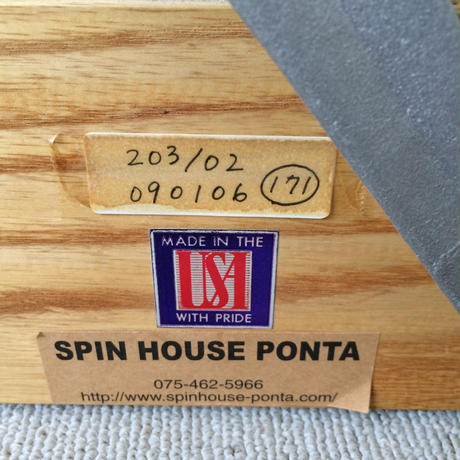 203/02
090106 171
MADE IN THE
USA
WITH PRIDE
SPIN HOUSE PONTA
075-462-5966
http://www.spinhouse-ponta.com/